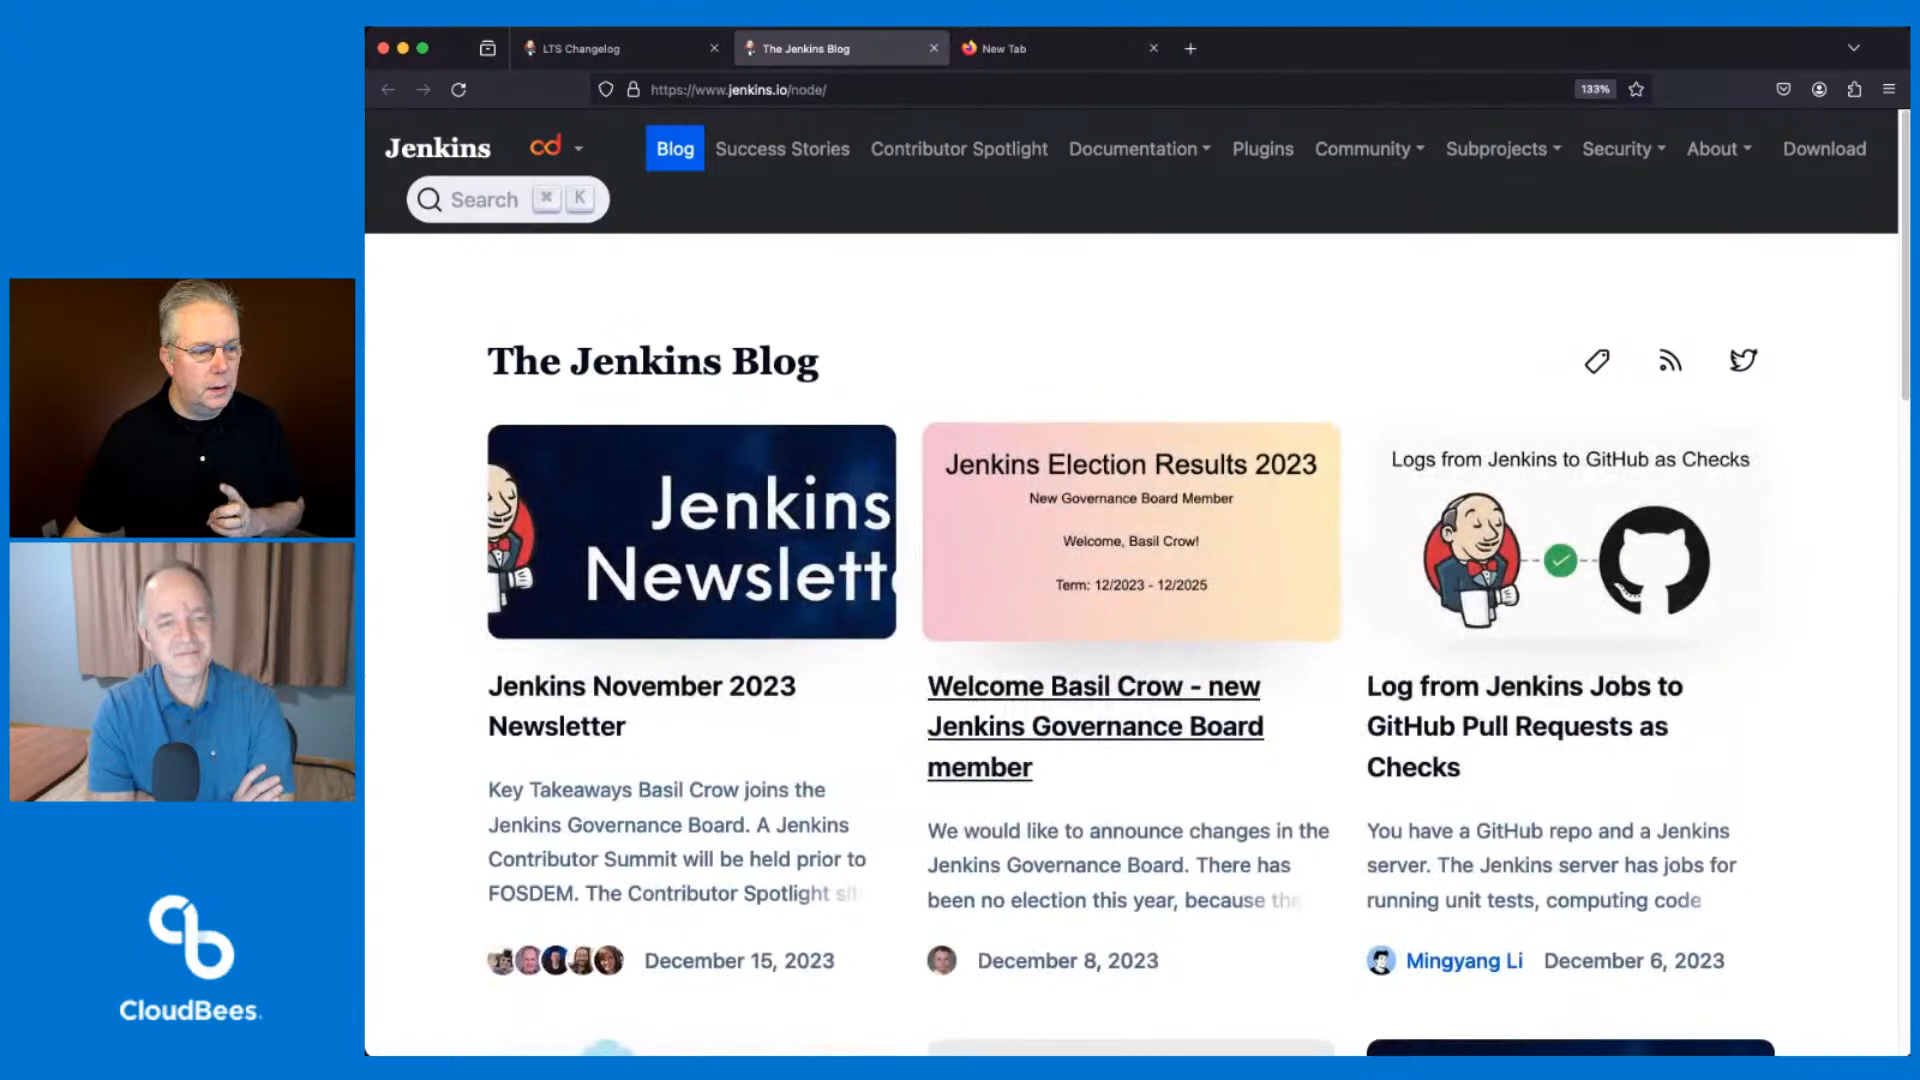 LTS Changelog
The Jenkins Blog
New Tab
https://www.jenkins.io/node/
133%
Jenkins
cd
Blog
Success Stories
Contributor Spotlight
Documentation
Plugins
Community
Subprojects
Security
About
Download
Search ⌘ K
The Jenkins Blog
Jenkins
Newslett
Jenkins November 2023
Newsletter
Key Takeaways Basil Crow joins the
Jenkins Governance Board. A Jenkins
Contributor Summit will be held prior to
FOSDEM. The Contributor Spotlight
December 15, 2023
Jenkins Election Results 2023
New Governance Board Member
Welcome, Basil Crow!
Term: 12/2023 - 12/2025
Welcome Basil Crow - new
Jenkins Governance Board
member
We would like to announce changes in the
Jenkins Governance Board. There has
been no election this year, because the
December 8, 2023
Logs from Jenkins to GitHub as Checks
Log from Jenkins Jobs to
GitHub Pull Requests as
Checks
You have a GitHub repo and a Jenkins
server. The Jenkins server has jobs for
running unit tests, computing code
Mingyang Li
December 6, 2023
CloudBees.